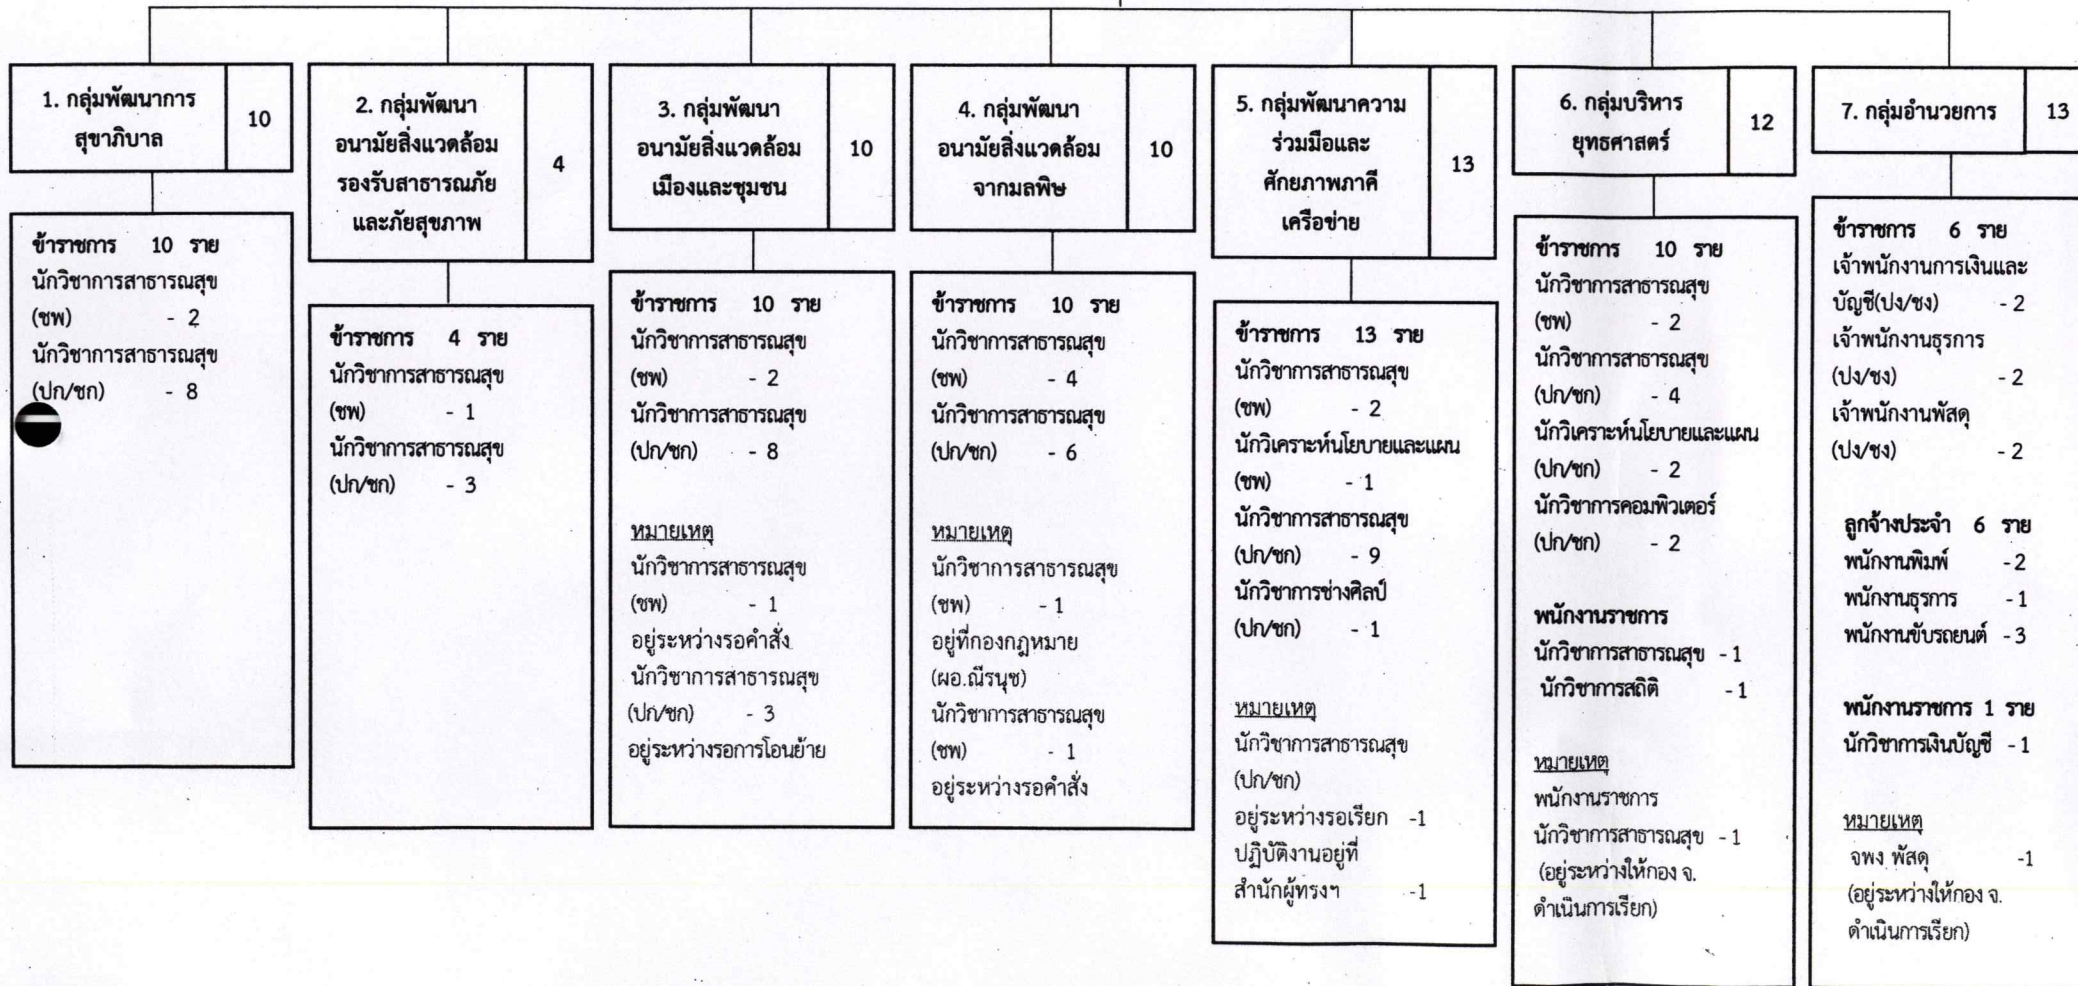 1. กลุ่มพัฒนาการ
สุขาภิบาล
10
ข้าราชการ 10 ราย
นักวิชาการสาธารณสุข
(ชพ) - 2
นักวิชาการสาธารณสุข
(ปก/ชก) - 8
2. กลุ่มพัฒนา
อนามัยสิ่งแวดล้อม
รองรับสาธารณภัย
และภัยสุขภาพ
4
ข้าราชการ 4 ราย
นักวิชาการสาธารณสุข
(ชพ) - 1
นักวิชาการสาธารณสุข
(ปก/ชก) - 3
3. กลุ่มพัฒนา
อนามัยสิ่งแวดล้อม
เมืองและชุมชน
10
ข้าราชการ 10 ราย
นักวิชาการสาธารณสุข
(ชพ) - 2
นักวิชาการสาธารณสุข
(ปก/ชก) - 8
หมายเหตุ
นักวิชาการสาธารณสุข
(ชพ) - 1
อยู่ระหว่างรอคำสั่ง
นักวิชาการสาธารณสุข
(ปก/ชก) - 3
อยู่ระหว่างรอการโอนย้าย
4. กลุ่มพัฒนา
อนามัยสิ่งแวดล้อม
จากมลพิษ
10
ข้าราชการ 10 ราย
นักวิชาการสาธารณสุข
(ชพ) - 4
นักวิชาการสาธารณสุข
(ปก/ชก) - 6
หมายเหตุ
นักวิชาการสาธารณสุข
(ชพ) - 1
อยู่ที่กองกฎหมาย
(ผอ.ณีรนุช)
นักวิชาการสาธารณสุข
(ชพ) - 1
อยู่ระหว่างรอคำสั่ง
5. กลุ่มพัฒนาความ
ร่วมมือและ
ศักยภาพภาคี
เครือข่าย
13
ข้าราชการ 13 ราย
นักวิชาการสาธารณสุข
(ชพ) - 2
นักวิเคราะห์นโยบายและแผน
(ชพ) - 1
นักวิชาการสาธารณสุข
(ปก/ชก) - 9
นักวิชาการช่างศิลป์
(ปก/ชก) - 1
หมายเหตุ
นักวิชาการสาธารณสุข
(ปก/ชก)
อยู่ระหว่างรอเรียก -1
ปฏิบัติงานอยู่ที่
สำนักผู้ทรงฯ -1
6. กลุ่มบริหาร
ยุทธศาสตร์
12
ข้าราชการ 10 ราย
นักวิชาการสาธารณสุข
(ชพ) - 2
นักวิชาการสาธารณสุข
(ปก/ชก) - 4
นักวิเคราะห์นโยบายและแผน
(ปก/ชก) - 2
นักวิชาการคอมพิวเตอร์
(ปก/ชก) - 2
พนักงานราชการ
นักวิชาการสาธารณสุข - 1
นักวิชาการสถิติ -1
หมายเหตุ
พนักงานราชการ
นักวิชาการสาธารณสุข - 1
(อยู่ระหว่างให้กอง จ.
ดำเนินการเรียก)
7. กลุ่มอำนวยการ
13
ข้าราชการ 6 ราย
เจ้าพนักงานการเงินและ
บัญชี(ปง/ชง) - 2
เจ้าพนักงานธุรการ
(ปง/ชง) - 2
เจ้าพนักงานพัสดุ
(ปง/ชง) - 2
ลูกจ้างประจำ 6 ราย
พนักงานพิมพ์ -2
พนักงานธุรการ -1
พนักงานขับรถยนต์ -3
พนักงานราชการ 1 ราย
นักวิชาการเงินบัญชี -1
หมายเหตุ
จพง พัสดุ -1
(อยู่ระหว่างให้กอง จ.
ดำเนินการเรียก)